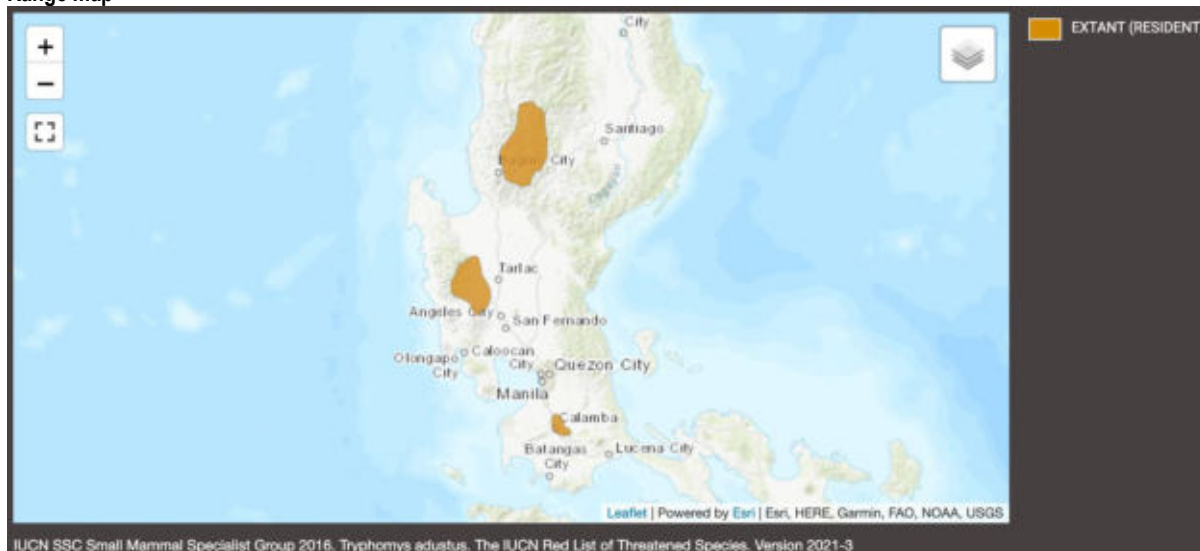 Range Map
+
−
EXTANT (RESIDENT
City
Santiago
Baguio City
Cagayan
Tarlac
Angeles City
San Fernando
Olongapo
City
Caloocan
City
Quezon City
Manila
Calamba
Batangas
City
Lucena City
Leaflet | Powered by Esri | Esri, HERE, Garmin, FAO, NOAA, USGS
IUCN SSC Small Mammal Specialist Group 2016. Tryphomys adustus. The IUCN Red List of Threatened Species. Version 2021-3